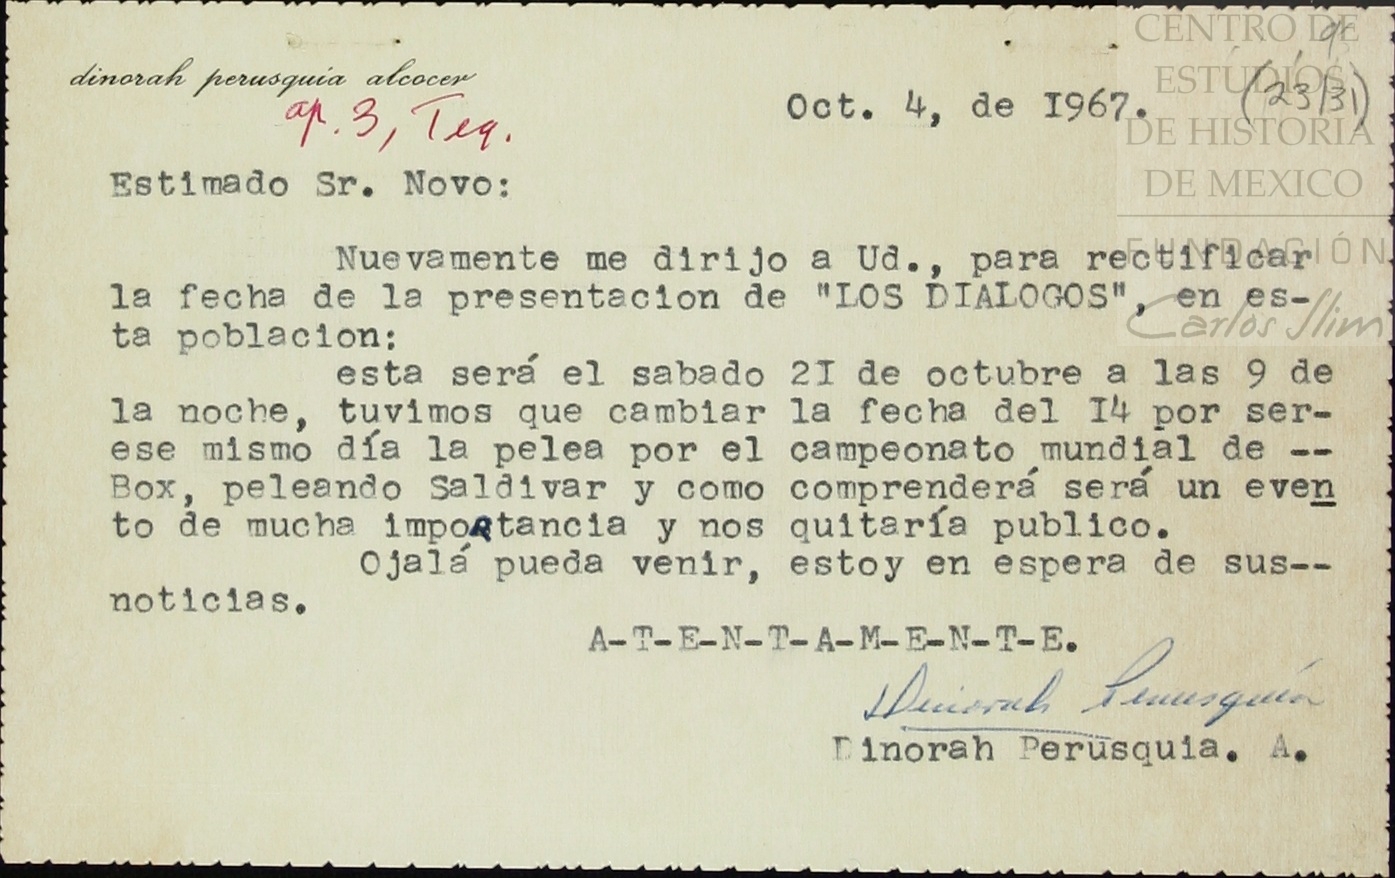 CENTRO DE
ESTUDIOS
DE HISTORIA
DE MEXICO
FUNDACIÓN
Carlos Slim
dinorah perusquia alcocer
ap. 3, Teq.
Oct. 4, de I967.
(23/31)
Estimado Sr. Novo:
Nuevamente me dirijo a Ud., para rectificar
la fecha de la presentacion de "LOS DIALOGOS", en es-
ta poblacion:
esta será el sabado 2I de octubre a las 9 de
la noche, tuvimos que cambiar la fecha del I4 por ser-
ese mismo día la pelea por el campeonato mundial de --
Box, peleando Saldivar y como comprenderá será un even
to de mucha importancia y nos quitaría publico.
Ojalá pueda venir, estoy en espera de sus--
noticias.
A-T-E-N-T-A-M-E-N-T-E.
Dinorah Perusquía
Dinorah Perusquia. A.